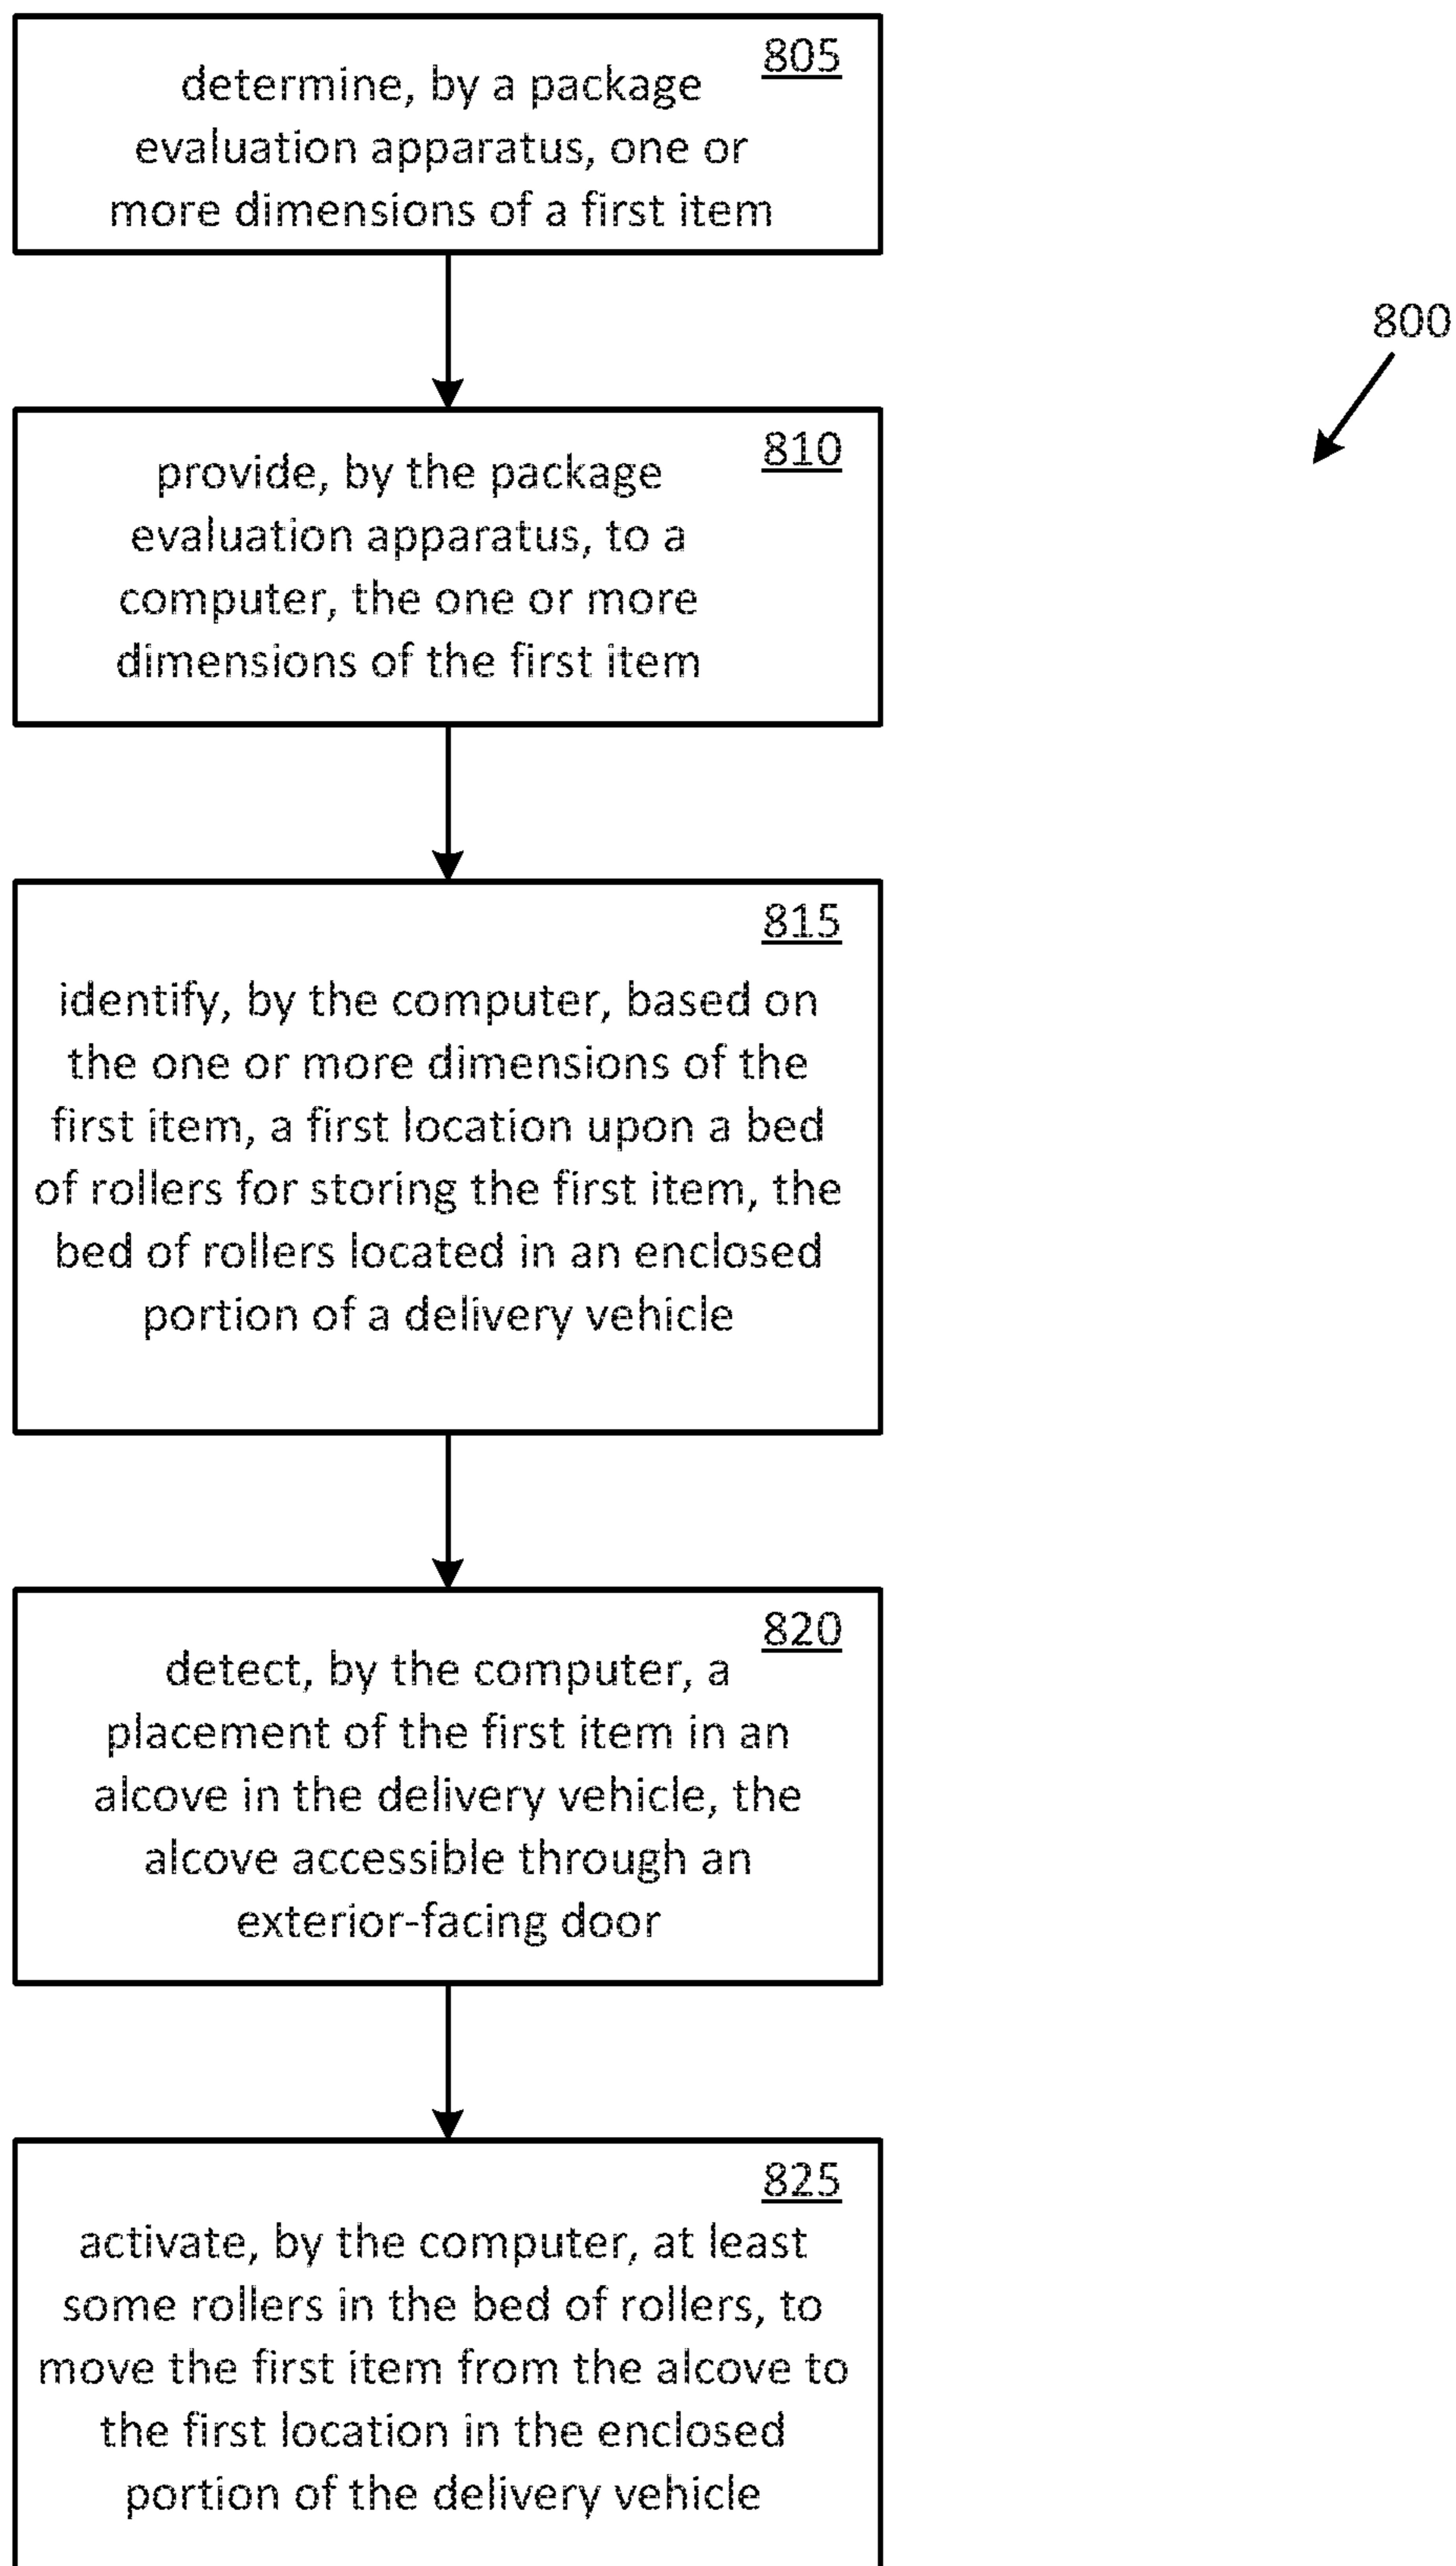 805
determine, by a package
evaluation apparatus, one or
more dimensions of a first item
800
810
provide, by the package
evaluation apparatus, to a
computer, the one or more
dimensions of the first item
815
identify, by the computer, based on
the one or more dimensions of the
first item, a first location upon a bed
of rollers for storing the first item, the
bed of rollers located in an enclosed
portion of a delivery vehicle
820
detect, by the computer, a
placement of the first item in an
alcove in the delivery vehicle, the
alcove accessible through an
exterior-facing door
825
activate, by the computer, at least
some rollers in the bed of rollers, to
move the first item from the alcove to
the first location in the enclosed
portion of the delivery vehicle